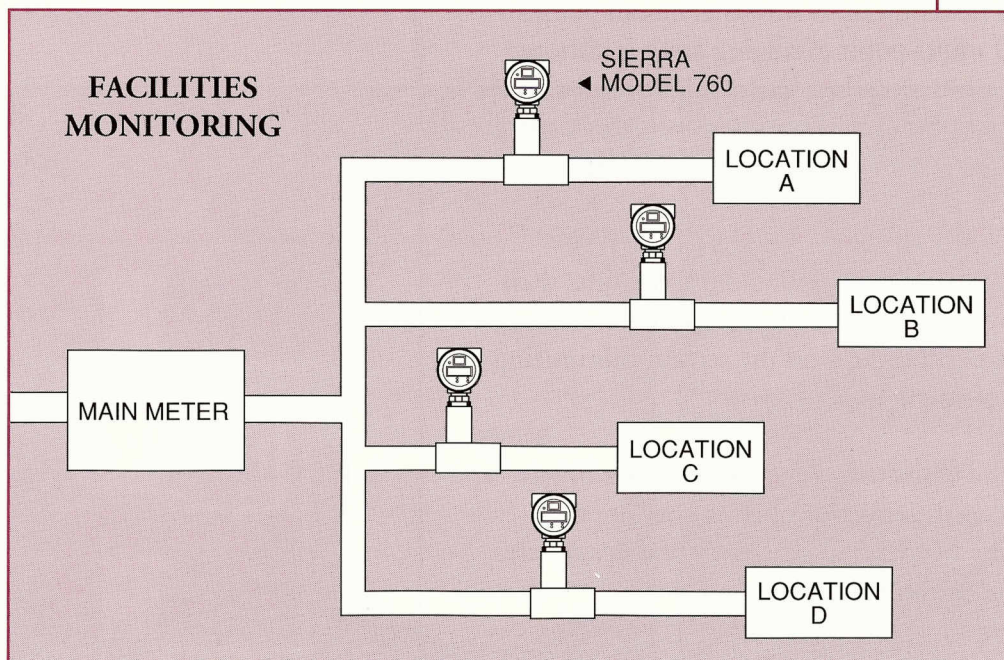 FACILITIES
MONITORING
SIERRA
◄ MODEL 760
LOCATION
A
LOCATION
B
MAIN METER
LOCATION
C
LOCATION
D